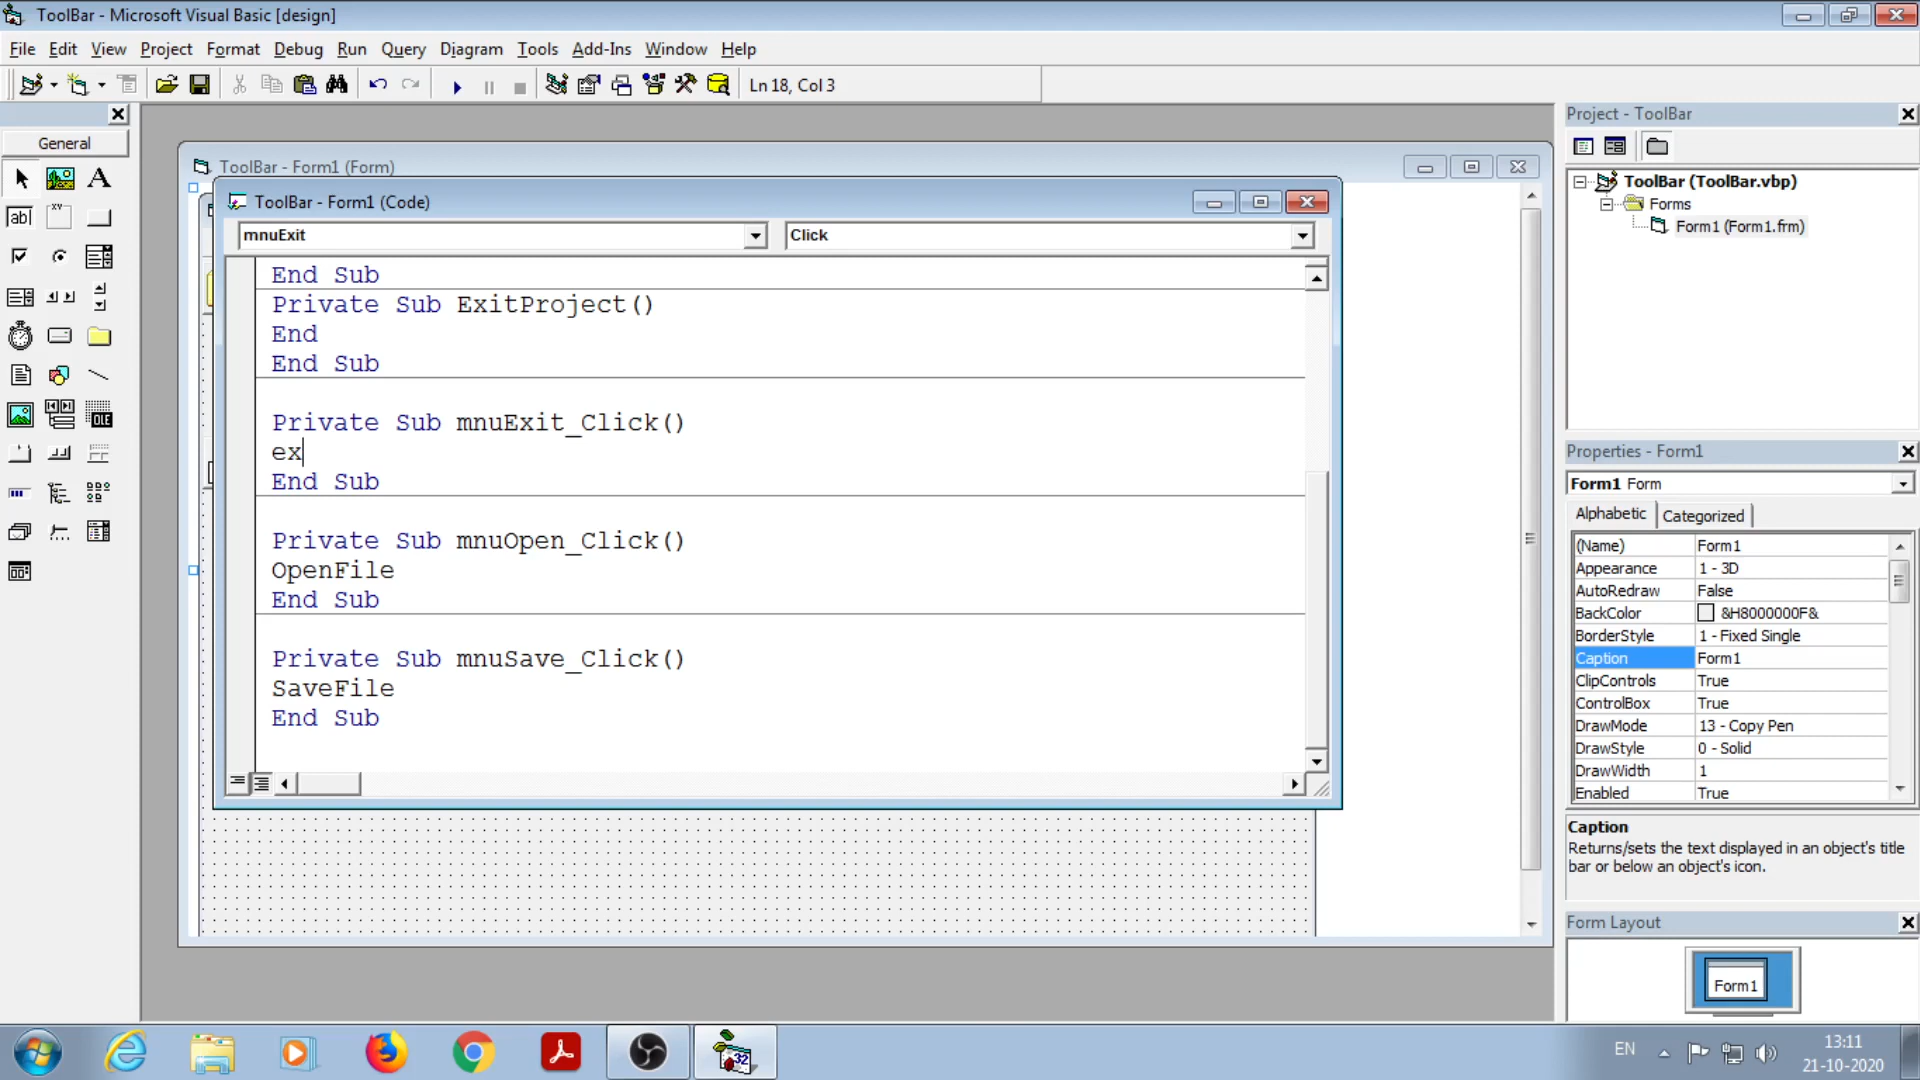 ToolBar - Microsoft Visual Basic [design]
File Edit View Project Format Debug Run Query Diagram Tools Add-Ins Window Help
Ln 18, Col 3
General
A
ab
XY
OLE
ToolBar - Form1 (Form)
ToolBar - Form1 (Code)
mnuExit
Click
End Sub
Private Sub ExitProject()
End
End Sub
Private Sub mnuExit_Click()
ex
End Sub
Private Sub mnuOpen_Click()
OpenFile
End Sub
Private Sub mnuSave_Click()
SaveFile
End Sub
Project - ToolBar
ToolBar (ToolBar.vbp)
Forms
Form1 (Form1.frm)
Properties - Form1
Form1 Form
Alphabetic Categorized
(Name) Form1
Appearance 1 - 3D
AutoRedraw False
BackColor &H8000000F&
BorderStyle 1 - Fixed Single
Caption Form1
ClipControls True
ControlBox True
DrawMode 13 - Copy Pen
DrawStyle 0 - Solid
DrawWidth 1
Enabled True
Caption
Returns/sets the text displayed in an object's title
bar or below an object's icon.
Form Layout
Form1
32
EN
13:11
21-10-2020